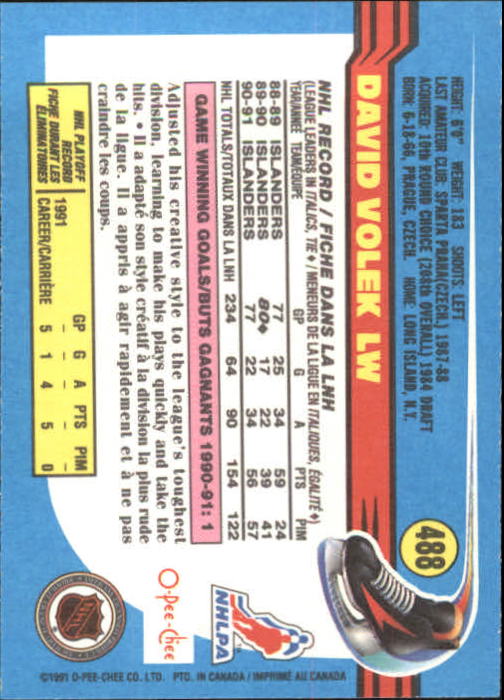 488
DAVID VOLEK LW
HEIGHT: 6'0" WEIGHT: 183 SHOOTS: LEFT
LAST AMATEUR CLUB: SPARTA PRAHA(CZECH.) 1987-88
ACQUIRED: 10th ROUND CHOICE (208th OVERALL) 1984 DRAFT
BORN: 6-18-66, PRAGUE, CZECH. HOME: LONG ISLAND, N.Y.
NHL RECORD / FICHE DANS LA LNH
(LEAGUE LEADERS IN ITALICS, TIE♦ / MENEURS DE LA LIGUE EN ITALIQUES, ÉGALITÉ♦)
YEAR/ANNÉE TEAM/ÉQUIPE GP G A PTS PIM
88-89 ISLANDERS 77 25 34 59 24
89-90 ISLANDERS 80♦ 17 22 39 41
90-91 ISLANDERS 77 22 34 56 57
NHL TOTALS/TOTAUX DANS LA LNH 234 64 90 154 122
GAME WINNING GOALS/BUTS GAGNANTS 1990-91: 1
Adjusted his creative style to the league's toughest
division, learning to make his plays quickly and take the
hits. • Il a adapté son style créatif à la division la plus rude
de la ligue. Il a appris à agir rapidement et à ne pas
craindre les coups.
NHL PLAYOFF
RECORD
FICHE DURANT LES
ÉLIMINATOIRES
GP G A PTS PIM
1991 – – – – –
CAREER/CARRIÈRE 5 1 4 5 0
NHLPA
O-Pee-Chee
NHL
©1991 O-PEE-CHEE CO. LTD. PTD. IN CANADA / IMPRIMÉ AU CANADA